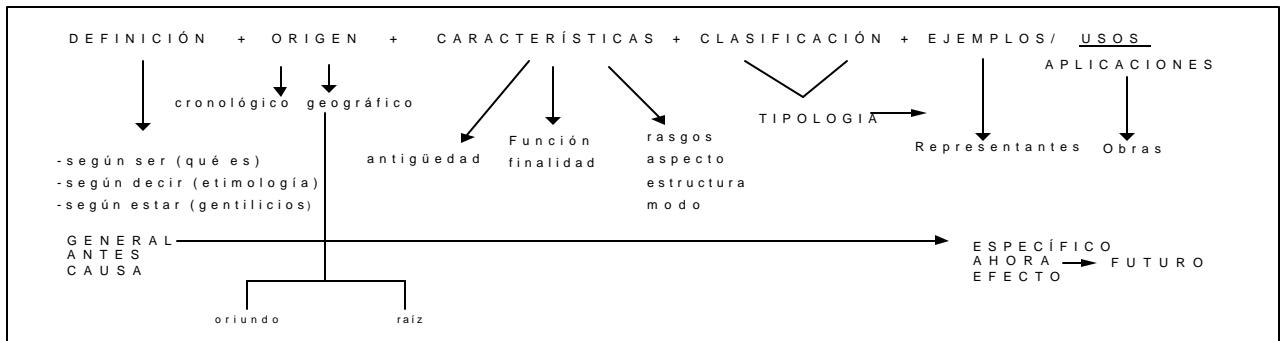 DEFINICIÓN + ORIGEN + CARACTERÍSTICAS + CLASIFICACIÓN + EJEMPLOS/ USOS
APLICACIONES
cronológico geográfico
TIPOLOGIA
antigüedad
Función
finalidad
rasgos
aspecto
estructura
modo
Representantes
Obras
-según ser (qué es)
-según decir (etimología)
-según estar (gentilicios)
GENERAL
ANTES
CAUSA
ESPECÍFICO
AHORA
EFECTO
FUTURO
oriundo
raíz